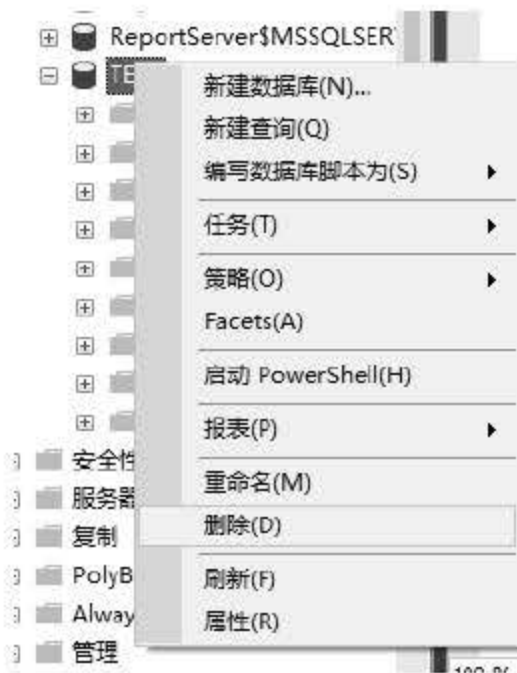 ReportServer$MSSQLSER
TE
新建数据库(N)...
新建查询(Q)
编写数据库脚本为(S)
任务(T)
策略(O)
Facets(A)
启动 PowerShell(H)
报表(P)
安全性
重命名(M)
服务器
删除(D)
复制
PolyB
刷新(F)
Alway
属性(R)
管理